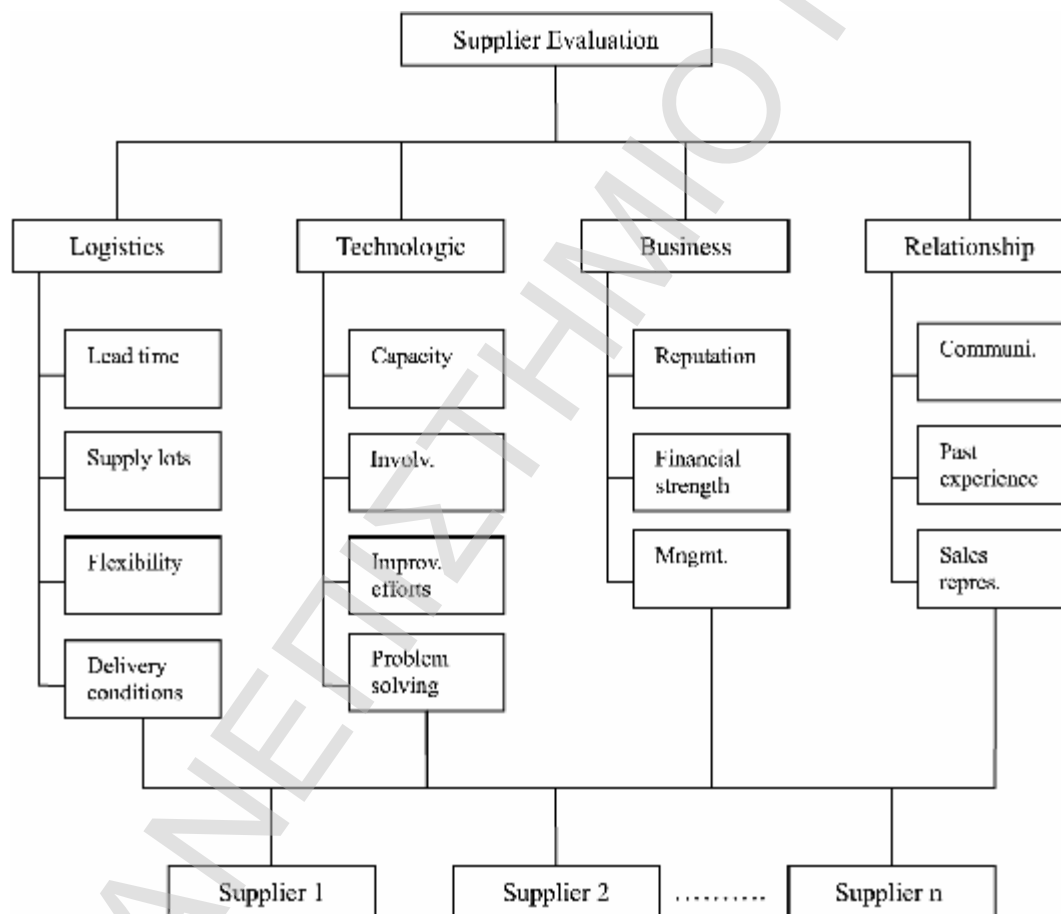 Supplier Evaluation
Logistics
Technologic
Business
Relationship
Lead time
Capacity
Reputation
Communi.
Supply lots
Involv.
Financial
strength
Past
experience
Flexibility
Improv.
efforts
Mngmt.
Sales
repres.
Delivery
conditions
Problem
solving
Supplier 1
Supplier 2
..........
Supplier n
ΑΝΕΠΙΣΤΗΜΙΟ